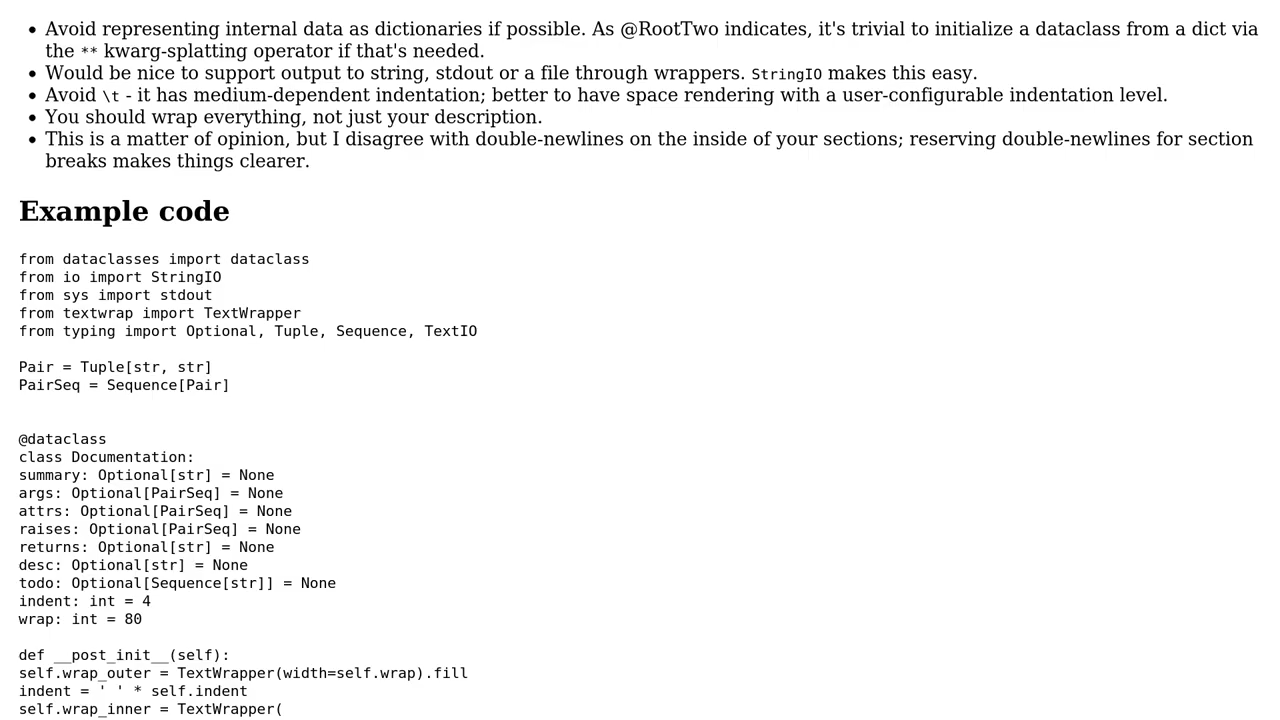 • Avoid representing internal data as dictionaries if possible. As @RootTwo indicates, it's trivial to initialize a dataclass from a dict via
the ** kwarg-splatting operator if that's needed.
• Would be nice to support output to string, stdout or a file through wrappers. StringIO makes this easy.
• Avoid \t - it has medium-dependent indentation; better to have space rendering with a user-configurable indentation level.
• You should wrap everything, not just your description.
• This is a matter of opinion, but I disagree with double-newlines on the inside of your sections; reserving double-newlines for section
breaks makes things clearer.
Example code
from dataclasses import dataclass
from io import StringIO
from sys import stdout
from textwrap import TextWrapper
from typing import Optional, Tuple, Sequence, TextIO
Pair = Tuple[str, str]
PairSeq = Sequence[Pair]
@dataclass
class Documentation:
summary: Optional[str] = None
args: Optional[PairSeq] = None
attrs: Optional[PairSeq] = None
raises: Optional[PairSeq] = None
returns: Optional[str] = None
desc: Optional[str] = None
todo: Optional[Sequence[str]] = None
indent: int = 4
wrap: int = 80
def __post_init__(self):
self.wrap_outer = TextWrapper(width=self.wrap).fill
indent = ' ' * self.indent
self.wrap_inner = TextWrapper(